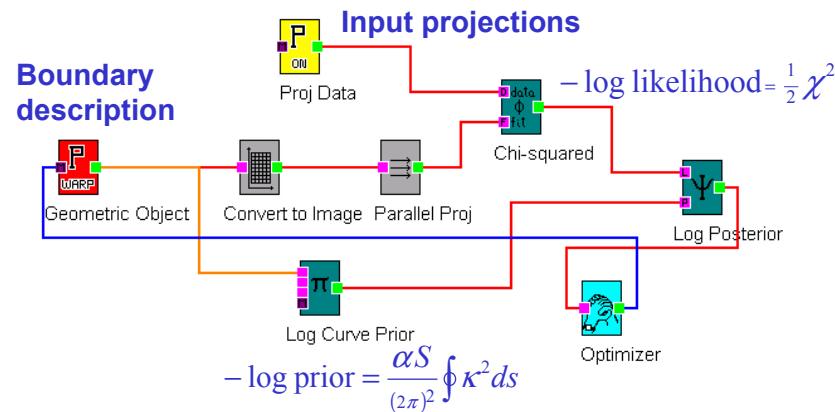 Input projections
P
M
ON
Proj Data
Boundary
description
D data
ϕ
F fit
− log likelihood = 1/2 χ²
Chi-squared
P
M
WARP
Geometric Object
Convert to Image
Parallel Proj
L
Ψ
P
Log Posterior
π
Log Curve Prior
Optimizer
− log prior = αS/(2π)² ∮ κ² ds